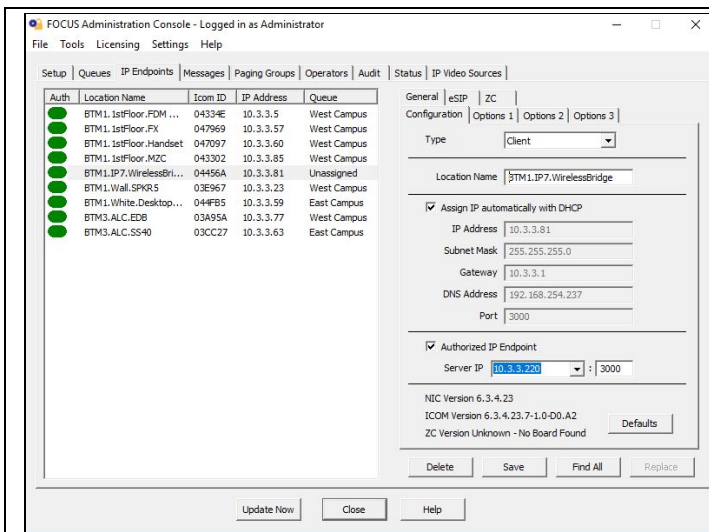 FOCUS Administration Console - Logged in as Administrator
File Tools Licensing Settings Help
Setup Queues IP Endpoints Messages Paging Groups Operators Audit Status IP Video Sources
Auth Location Name Icom ID IP Address Queue
BTM1.1stFloor.FDM ... 04334E 10.3.3.5 West Campus
BTM1.1stFloor.FX 047969 10.3.3.57 West Campus
BTM1.1stFloor.Handset 047097 10.3.3.60 West Campus
BTM1.1stFloor.MZC 043302 10.3.3.85 West Campus
BTM1.IP7.WirelessBri... 04456A 10.3.3.81 Unassigned
BTM1.Wall.SPKR5 03E967 10.3.3.23 West Campus
BTM1.White.Desktop... 044FB5 10.3.3.59 East Campus
BTM3.ALC.EDB 03A95A 10.3.3.77 West Campus
BTM3.ALC.SS40 03CC27 10.3.3.63 East Campus
General eSIP ZC
Configuration Options 1 Options 2 Options 3
Type Client
Location Name BTM1.IP7.WirelessBridge
Assign IP automatically with DHCP
IP Address 10.3.3.81
Subnet Mask 255.255.255.0
Gateway 10.3.3.1
DNS Address 192.168.254.237
Port 3000
Authorized IP Endpoint
Server IP 10.3.3.220 : 3000
NIC Version 6.3.4.23
ICOM Version 6.3.4.23.7-1.0-D0.A2
ZC Version Unknown - No Board Found
Defaults
Delete Save Find All Replace
Update Now Close Help